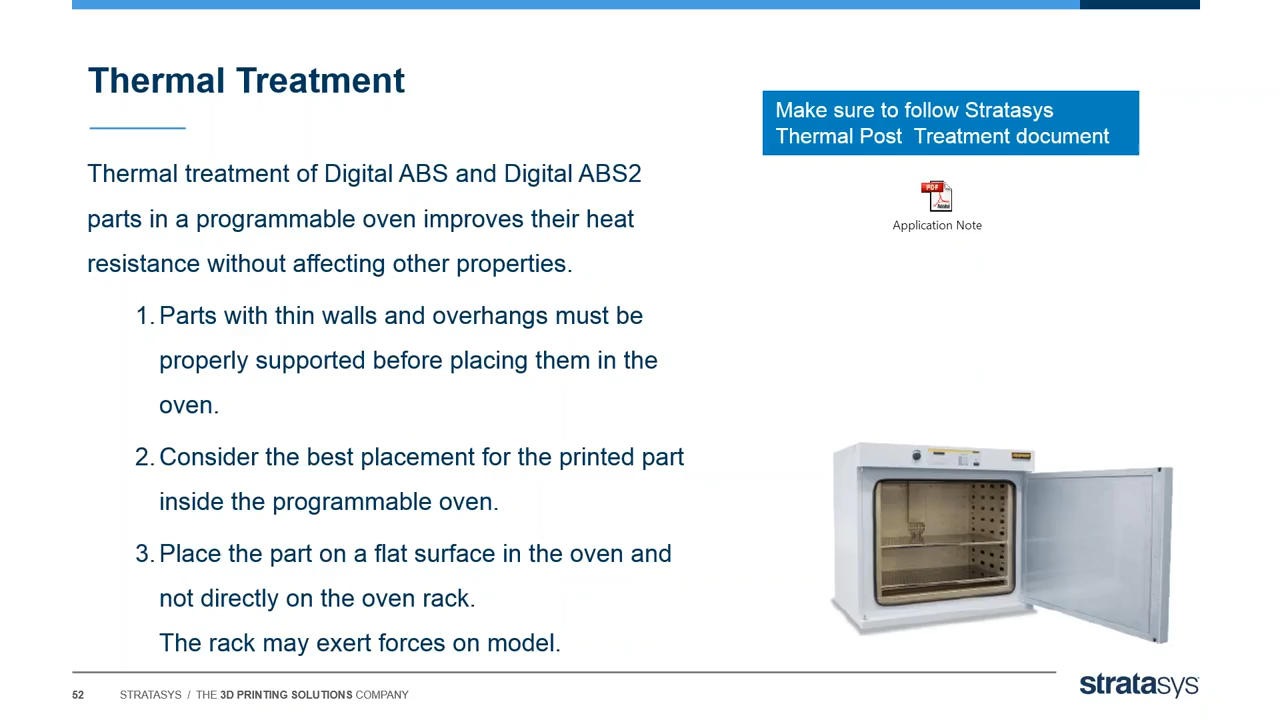 Thermal Treatment
Make sure to follow Stratasys
Thermal Post Treatment document
PDF
Application Note
Thermal treatment of Digital ABS and Digital ABS2
parts in a programmable oven improves their heat
resistance without affecting other properties.
1. Parts with thin walls and overhangs must be
properly supported before placing them in the
oven.
2. Consider the best placement for the printed part
inside the programmable oven.
3. Place the part on a flat surface in the oven and
not directly on the oven rack.
The rack may exert forces on model.
52 STRATASYS / THE 3D PRINTING SOLUTIONS COMPANY
stratasys